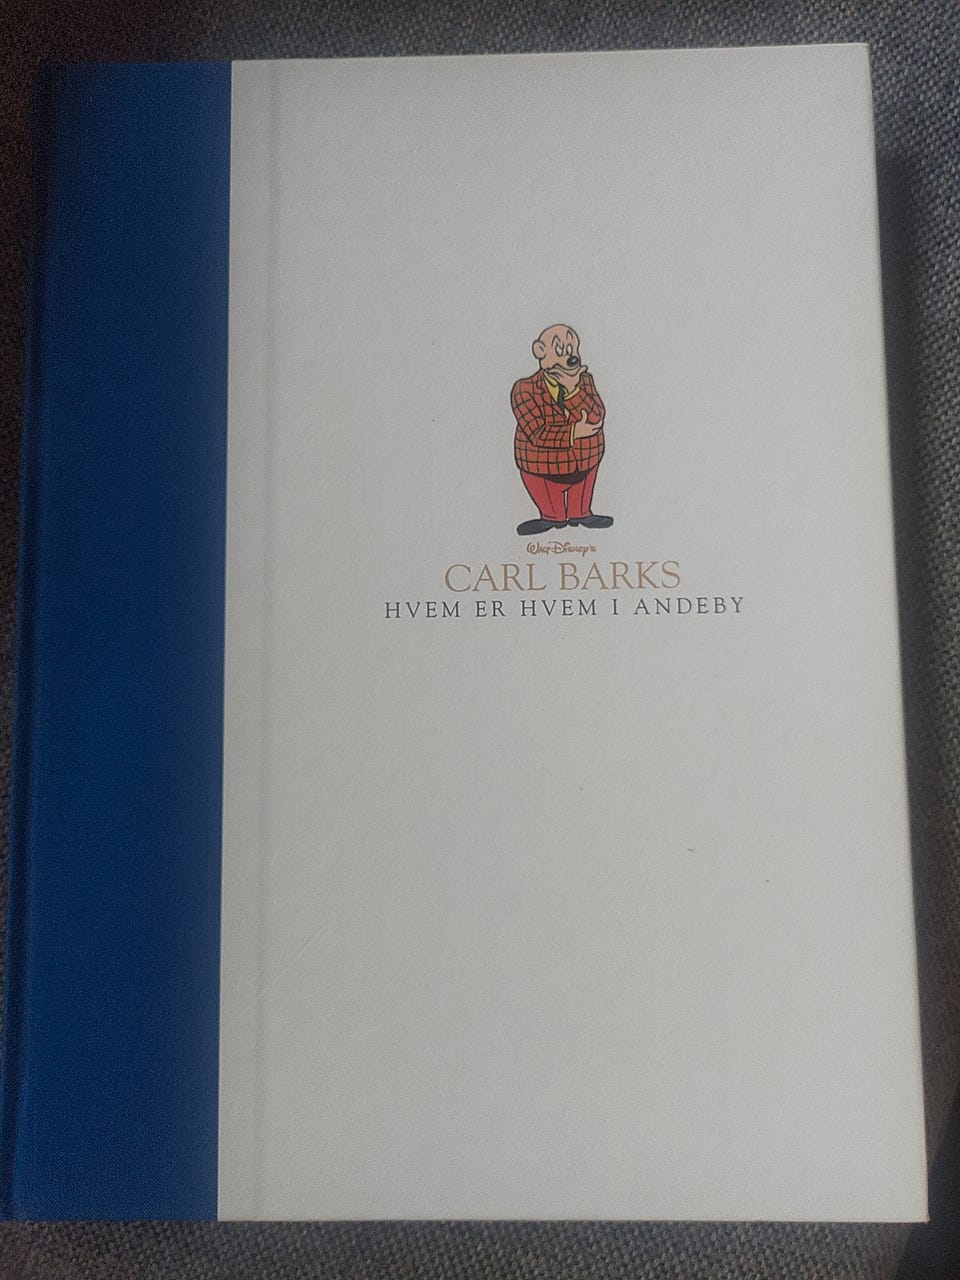 Walt Disney's
CARL BARKS
HVEM ER HVEM I ANDEBY